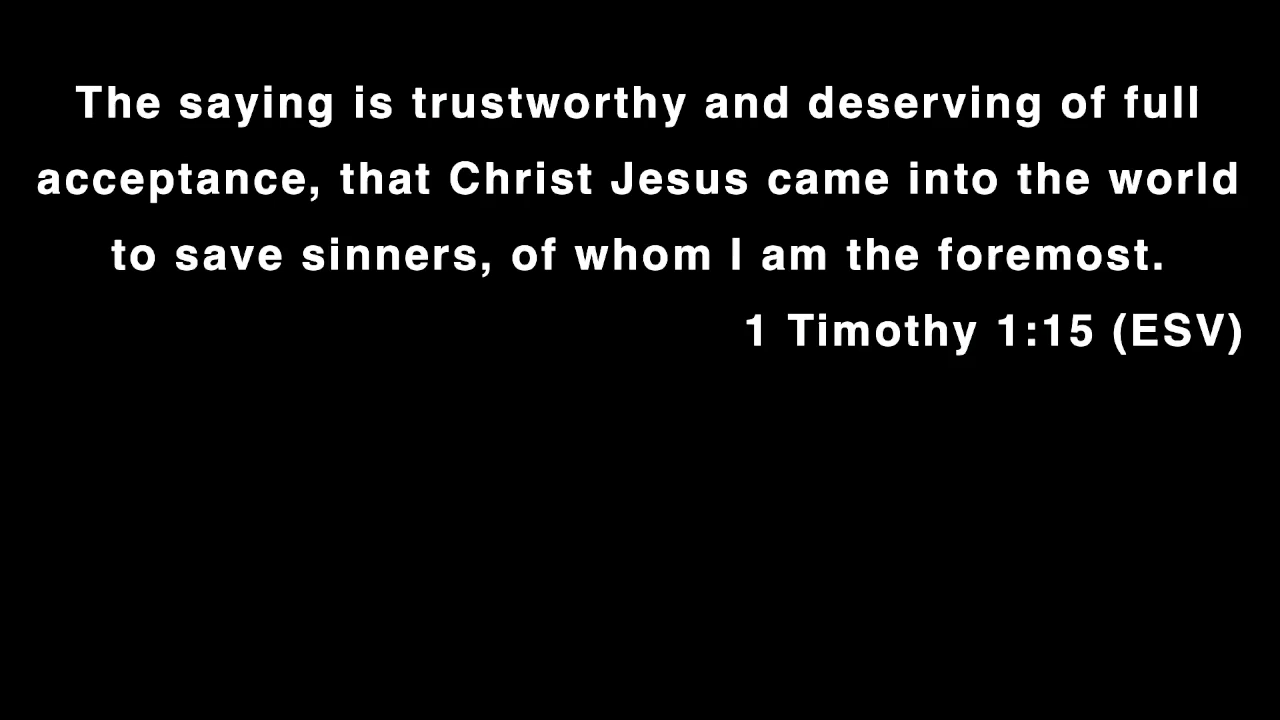 The saying is trustworthy and deserving of full
acceptance, that Christ Jesus came into the world
to save sinners, of whom I am the foremost.
1 Timothy 1:15 (ESV)